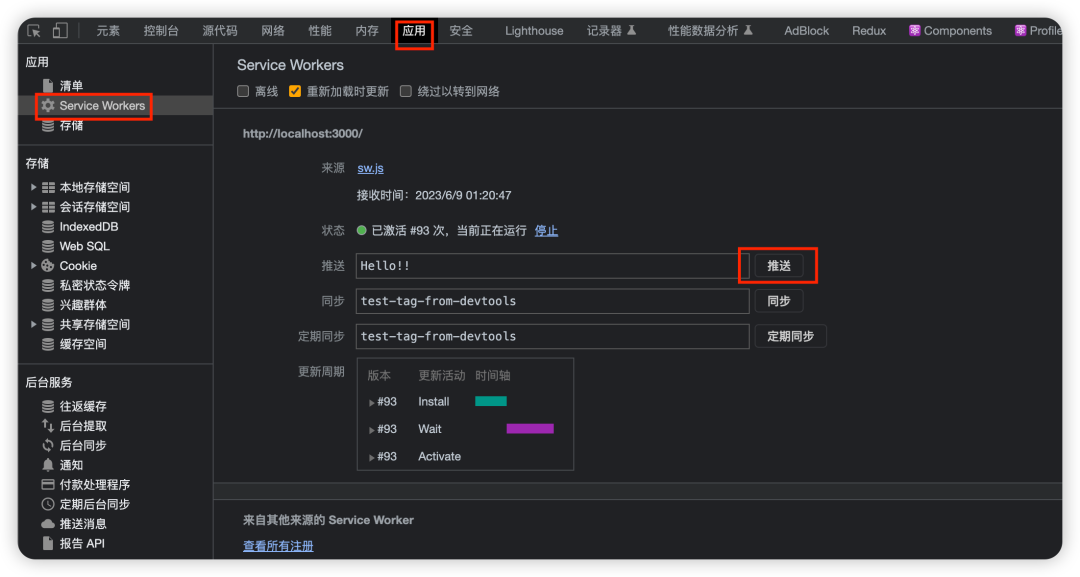 元素 控制台 源代码 网络 性能 内存 应用 安全 Lighthouse 记录器 性能数据分析 AdBlock Redux Components Profile
应用
清单
Service Workers
存储
存储
本地存储空间
会话存储空间
IndexedDB
Web SQL
Cookie
私密状态令牌
兴趣群体
共享存储空间
缓存空间
后台服务
往返缓存
后台提取
后台同步
通知
付款处理程序
定期后台同步
推送消息
报告 API
Service Workers
离线 重新加载时更新 绕过以转到网络
http://localhost:3000/
来源 sw.js
接收时间：2023/6/9 01:20:47
状态 已激活 #93 次，当前正在运行 停止
推送 Hello!! 推送
同步 test-tag-from-devtools 同步
定期同步 test-tag-from-devtools 定期同步
更新周期 版本 更新活动 时间轴
#93 Install
#93 Wait
#93 Activate
来自其他来源的 Service Worker
查看所有注册